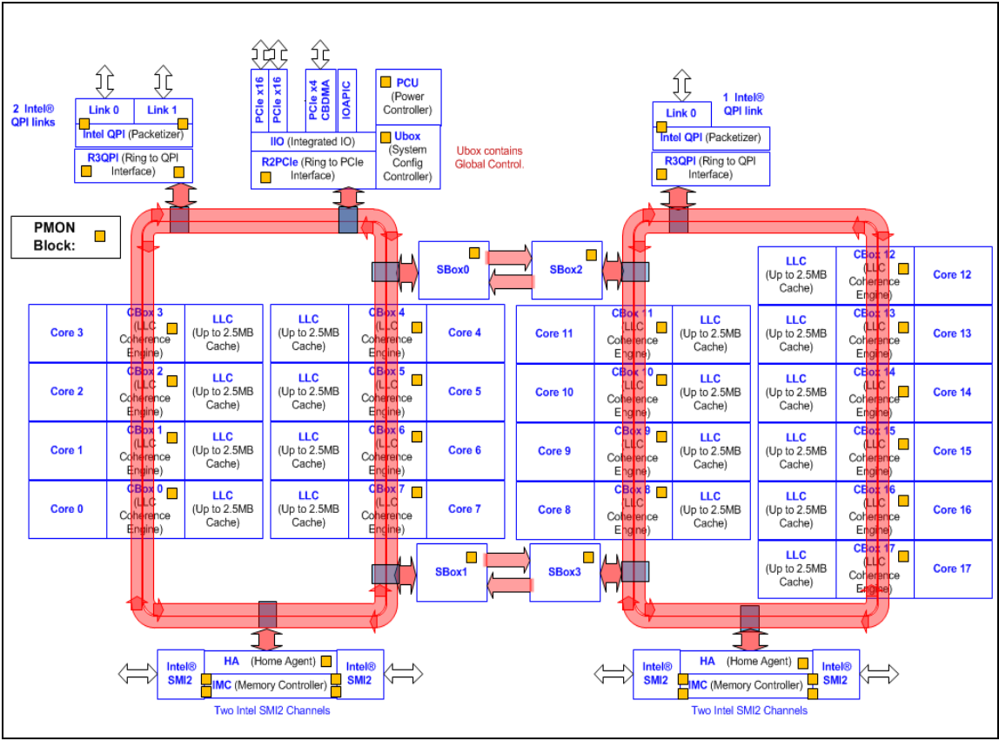 2 Intel®
QPI links
Link 0
Link 1
Intel QPI (Packetizer)
R3QPI (Ring to QPI
Interface)
PCIe x16
PCIe x16
PCIe x4
CBDMA
IOAPIC
IIO (Integrated IO)
R2PCIe (Ring to PCIe
Interface)
PCU
(Power
Controller)
Ubox
(System
Config
Controller)
Ubox contains
Global Control.
1 Intel®
QPI link
Link 0
Intel QPI (Packetizer)
R3QPI (Ring to QPI
Interface)
PMON
Block:
SBox0
SBox2
Core 3
CBox 3
(LLC
Coherence
Engine)
LLC
(Up to 2.5MB
Cache)
LLC
(Up to 2.5MB
Cache)
CBox 4
(LLC
Coherence
Engine)
Core 4
Core 2
CBox 2
(LLC
Coherence
Engine)
LLC
(Up to 2.5MB
Cache)
LLC
(Up to 2.5MB
Cache)
CBox 5
(LLC
Coherence
Engine)
Core 5
Core 1
CBox 1
(LLC
Coherence
Engine)
LLC
(Up to 2.5MB
Cache)
LLC
(Up to 2.5MB
Cache)
CBox 6
(LLC
Coherence
Engine)
Core 6
Core 0
CBox 0
(LLC
Coherence
Engine)
LLC
(Up to 2.5MB
Cache)
LLC
(Up to 2.5MB
Cache)
CBox 7
(LLC
Coherence
Engine)
Core 7
LLC
(Up to 2.5MB
Cache)
CBox 12
(LLC
Coherence
Engine)
Core 12
Core 11
CBox 11
(LLC
Coherence
Engine)
LLC
(Up to 2.5MB
Cache)
LLC
(Up to 2.5MB
Cache)
CBox 13
(LLC
Coherence
Engine)
Core 13
Core 10
CBox 10
(LLC
Coherence
Engine)
LLC
(Up to 2.5MB
Cache)
LLC
(Up to 2.5MB
Cache)
CBox 14
(LLC
Coherence
Engine)
Core 14
Core 9
CBox 9
(LLC
Coherence
Engine)
LLC
(Up to 2.5MB
Cache)
LLC
(Up to 2.5MB
Cache)
CBox 15
(LLC
Coherence
Engine)
Core 15
Core 8
CBox 8
(LLC
Coherence
Engine)
LLC
(Up to 2.5MB
Cache)
LLC
(Up to 2.5MB
Cache)
CBox 16
(LLC
Coherence
Engine)
Core 16
LLC
(Up to 2.5MB
Cache)
CBox 17
(LLC
Coherence
Engine)
Core 17
SBox1
SBox3
Intel®
SMI2
HA (Home Agent)
IMC (Memory Controller)
Intel®
SMI2
Two Intel SMI2 Channels
Intel®
SMI2
HA (Home Agent)
IMC (Memory Controller)
Intel®
SMI2
Two Intel SMI2 Channels